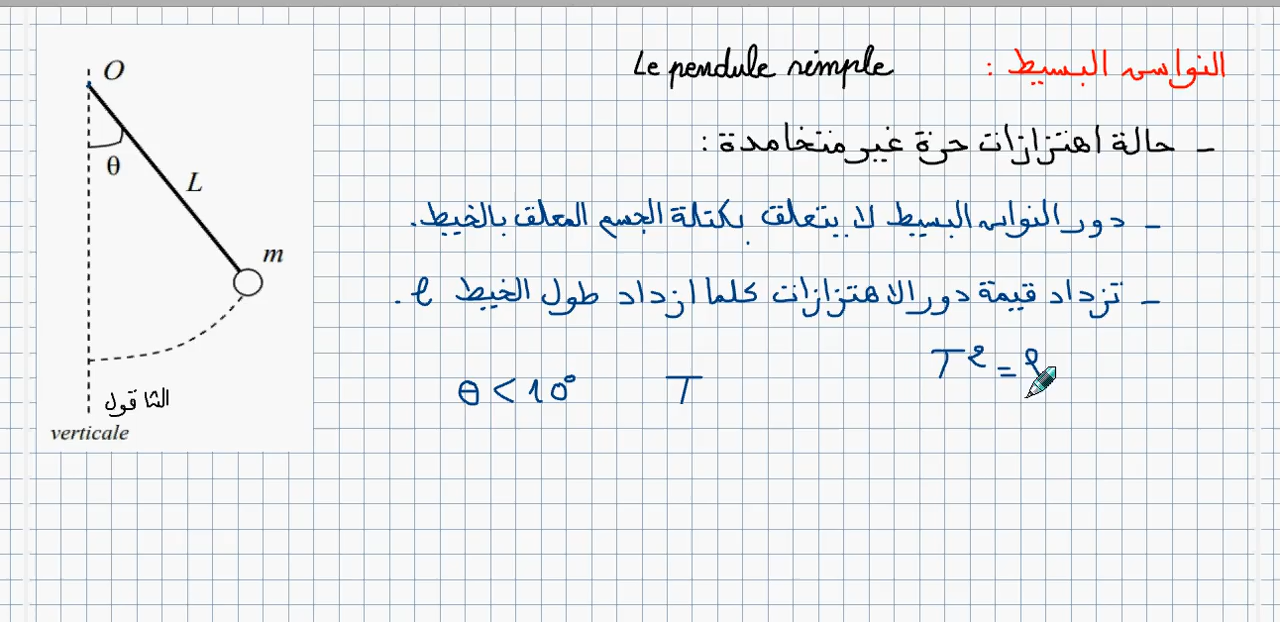 النواس البسيط : Le pendule simple
- حالة اهتزازات حرة غير متخامدة :
- دور النواس البسيط لا يتعلق بكتلة الجسم المعلق بالخيط.
- تزداد قيمة دور الاهتزازات كلما ازداد طول الخيط ℓ.
T² =
θ < 10° T
O
θ
L
m
الثاقول
verticale